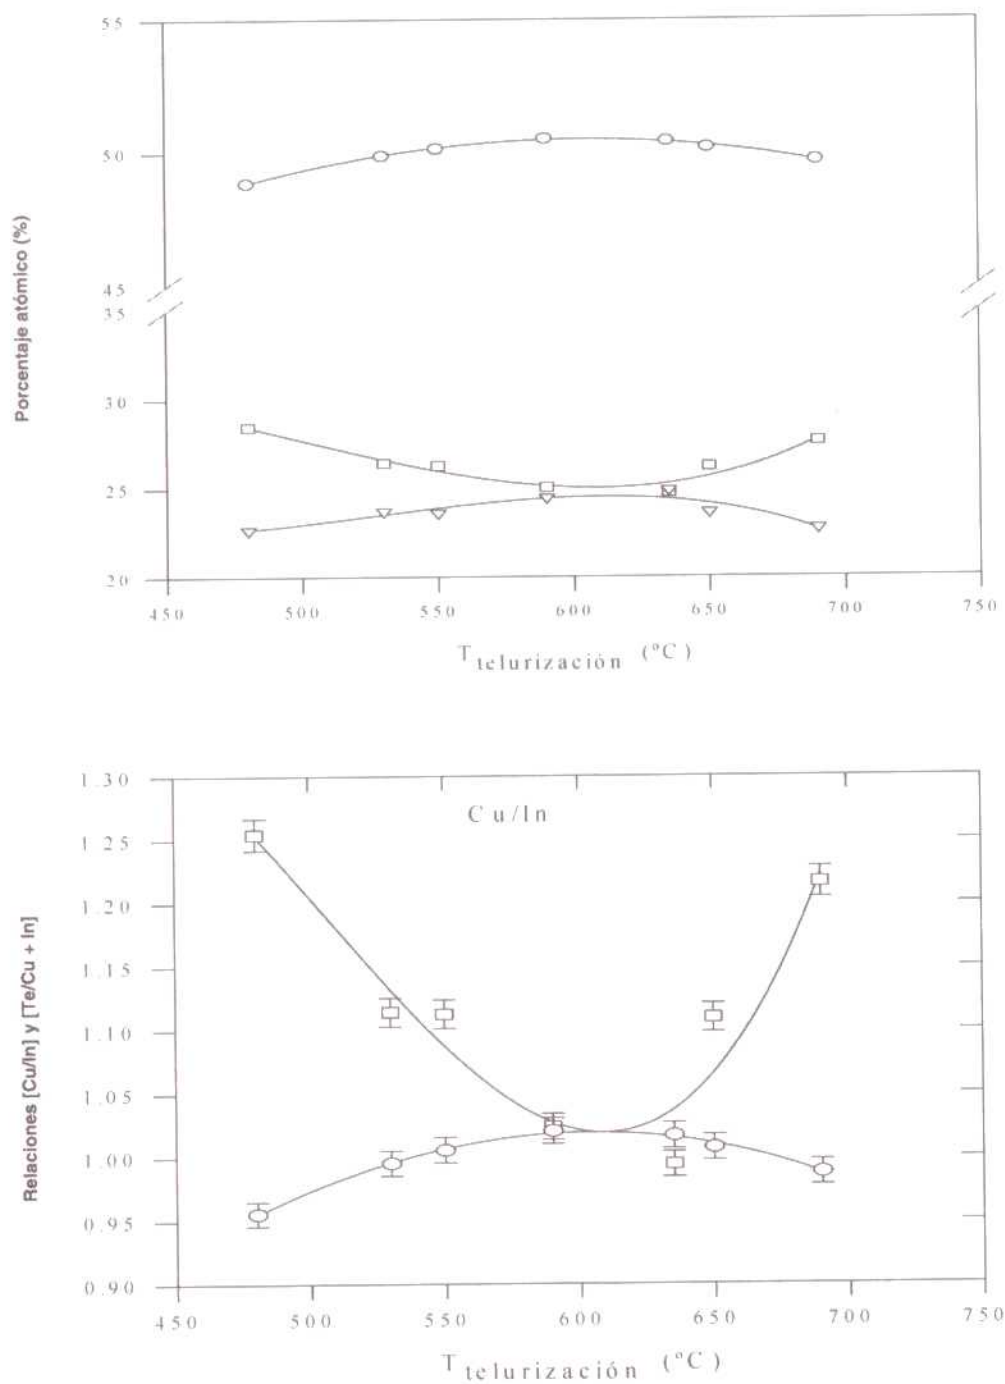 55
50
45
35
30
25
20
Porcentaje atómico (%)
450 500 550 600 650 700 750
T telurización (ºC)
1.30
1.25
1.20
1.15
1.10
1.05
1.00
0.95
0.90
Cu/In
Relaciones [Cu/In] y [Te/Cu + In]
450 500 550 600 650 700 750
T telurización (ºC)